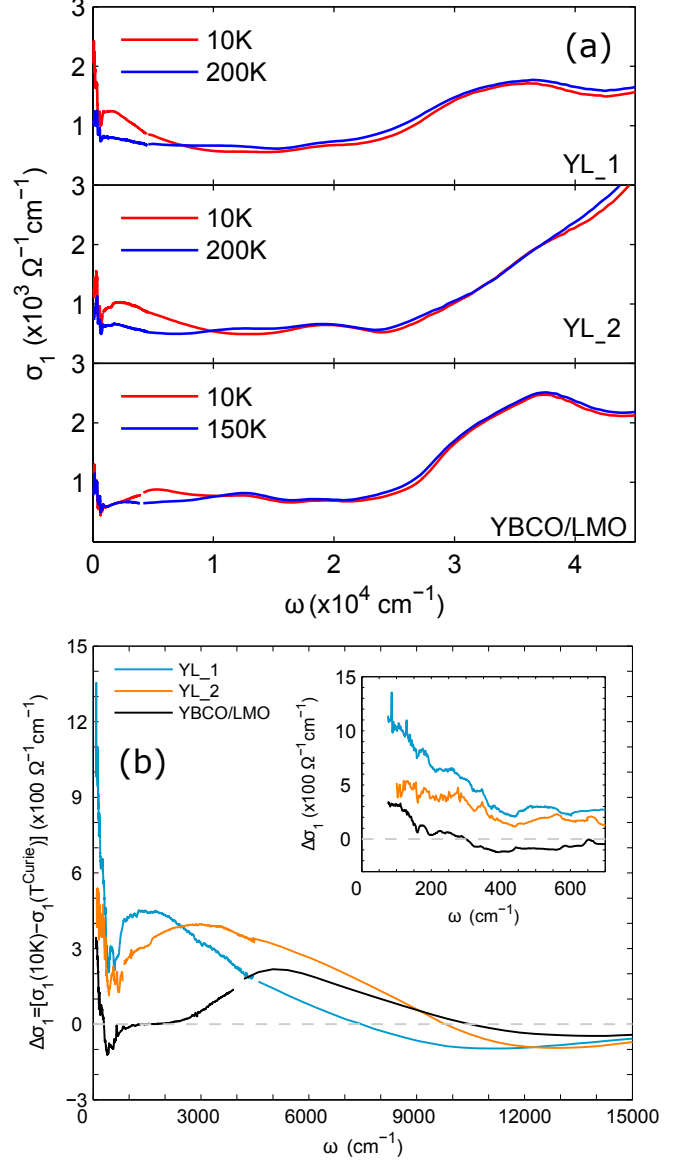 3
10K
200K
(a)
2
1
YL_1
3
10K
200K
2
1
YL_2
3
10K
150K
2
1
YBCO/LMO
σ₁ (x10³ Ω⁻¹cm⁻¹)
0 1 2 3 4
ω (x10⁴ cm⁻¹)
15
YL_1
YL_2
YBCO/LMO
12
(b)
9
6
3
0
−3
Δσ₁=[σ₁(10K)−σ₁(T^Curie)] (x100 Ω⁻¹cm⁻¹)
15
10
5
0
Δσ₁ (x100 Ω⁻¹cm⁻¹)
0 200 400 600
ω (cm⁻¹)
0 3000 6000 9000 12000 15000
ω (cm⁻¹)